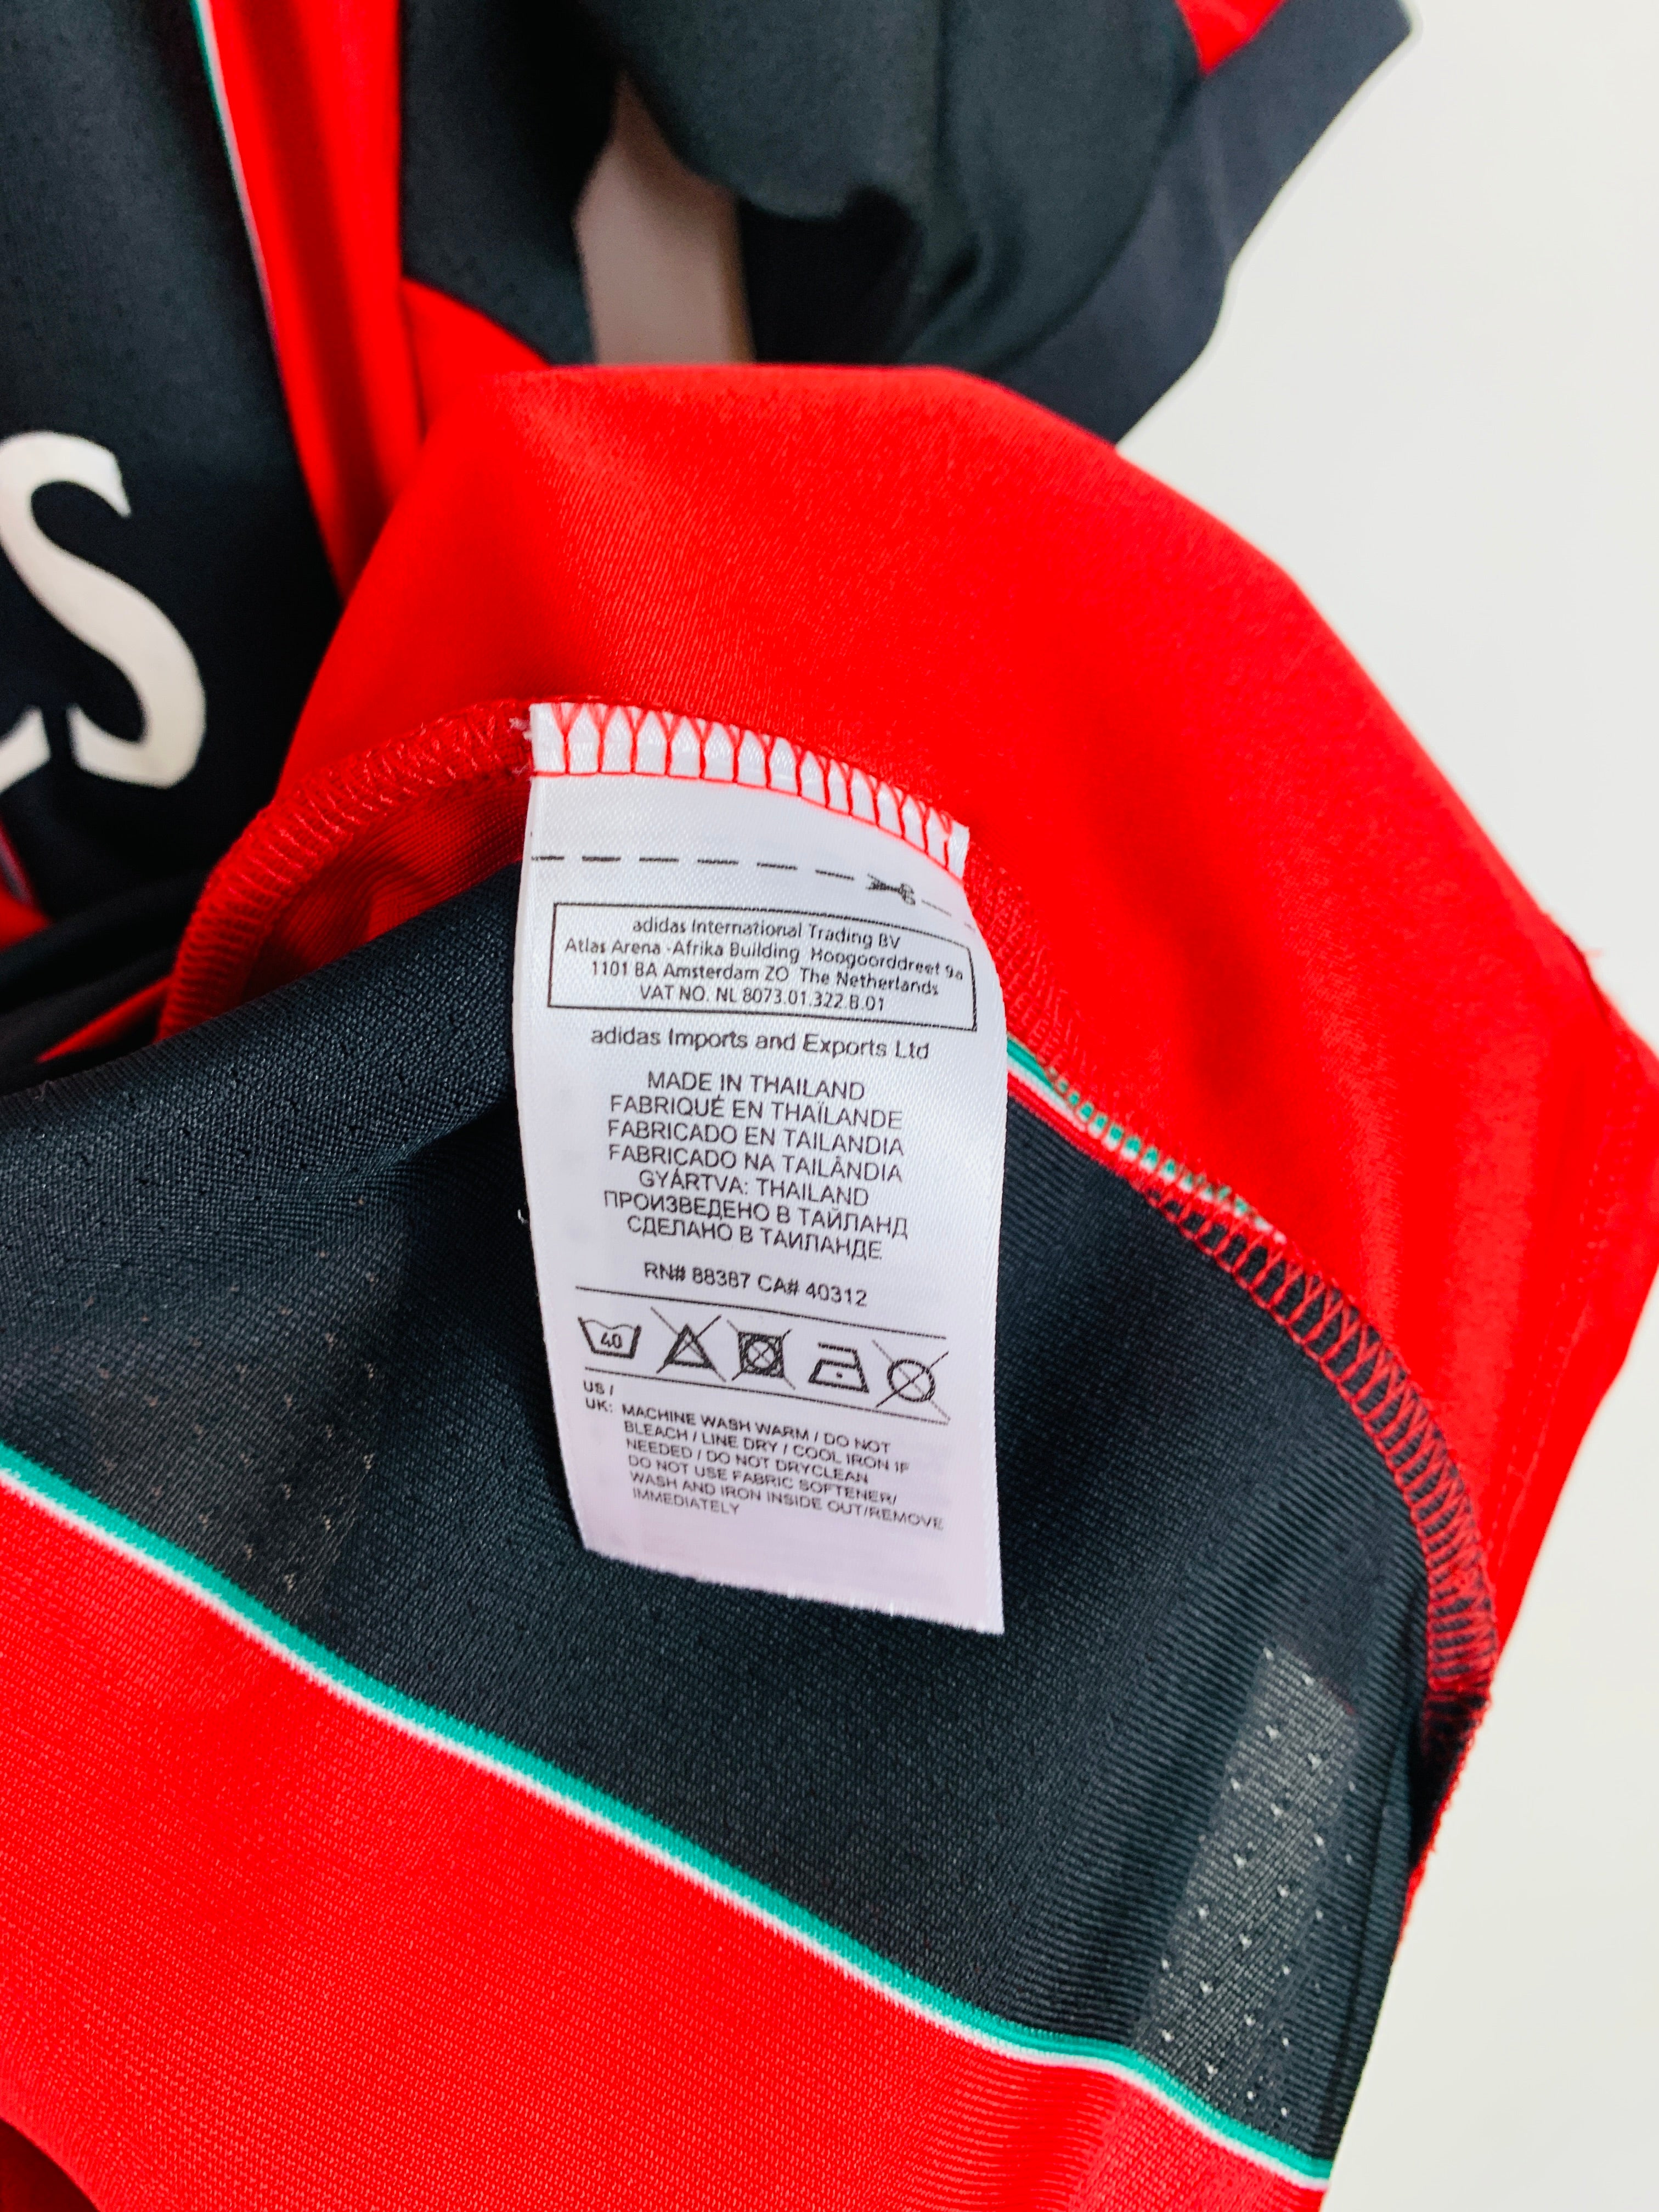 S
adidas International Trading BV
Atlas Arena -Afrika Building Hoogoorddreef 9a
1101 BA Amsterdam ZO The Netherlands
VAT NO. NL 8073.01.322.B.01
adidas Imports and Exports Ltd
MADE IN THAILAND
FABRIQUÉ EN THAÏLANDE
FABRICADO EN TAILANDIA
FABRICADO NA TAILÂNDIA
GYÁRTVA: THAILAND
ПРОИЗВЕДЕНО В ТАЙЛАНД
СДЕЛАНО В ТАИЛАНДЕ
RN# 88387 CA# 40312
40
US /
UK: MACHINE WASH WARM / DO NOT
BLEACH / LINE DRY / COOL IRON IF
NEEDED / DO NOT DRYCLEAN
DO NOT USE FABRIC SOFTENER/
WASH AND IRON INSIDE OUT/REMOVE
IMMEDIATELY